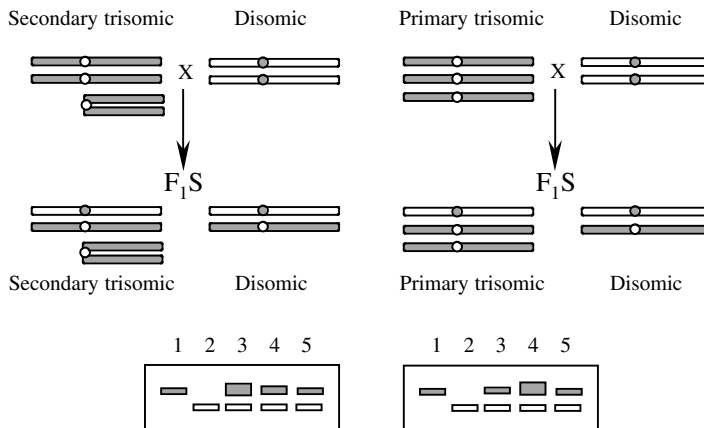 Secondary trisomic Disomic Primary trisomic Disomic
X X
F₁S F₁S
Secondary trisomic Disomic Primary trisomic Disomic
1 2 3 4 5 1 2 3 4 5